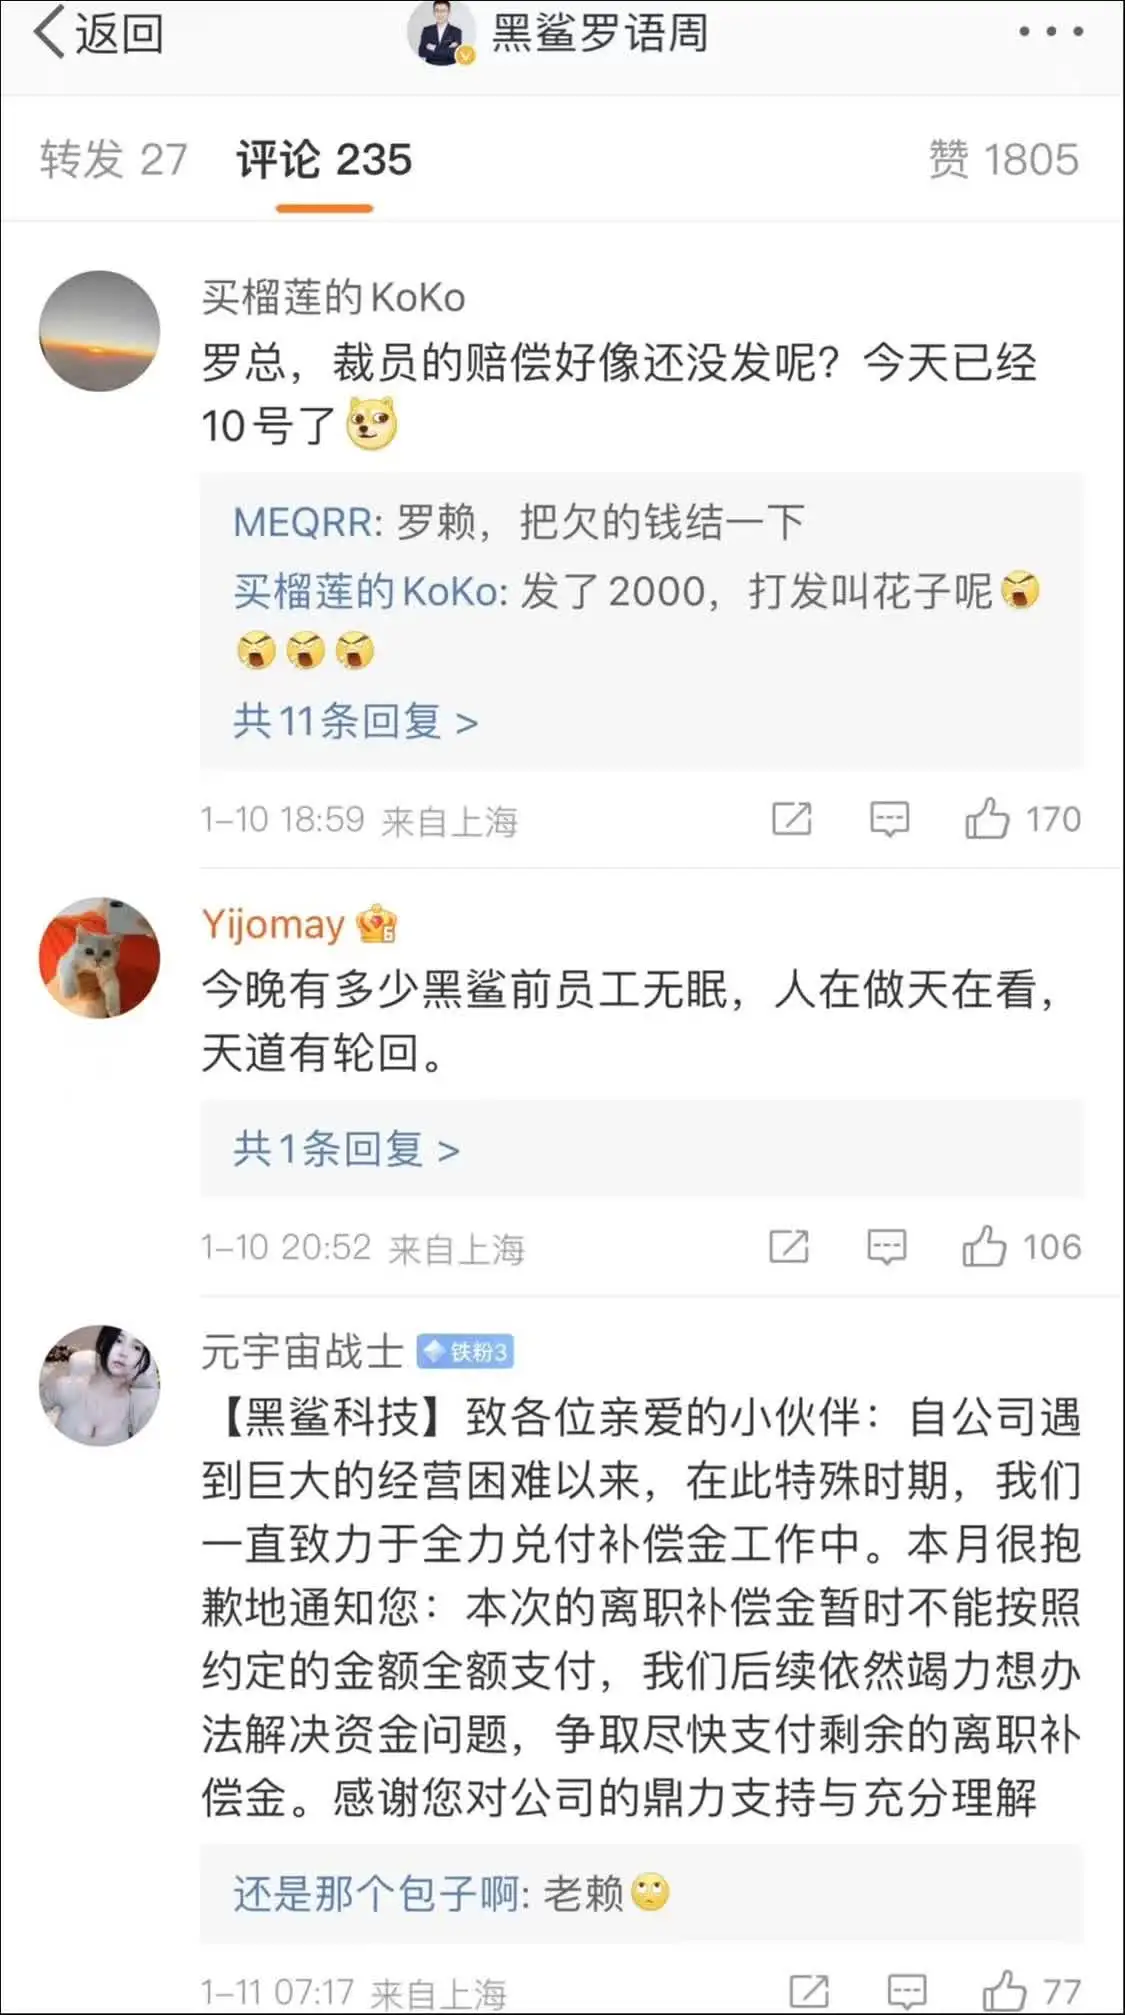 返回
黑鲨罗语周
转发 27
评论 235
赞 1805
买榴莲的KoKo
罗总，裁员的赔偿好像还没发呢？今天已经
10号了
MEQRR: 罗赖，把欠的钱结一下
买榴莲的KoKo: 发了2000，打发叫花子呢
共11条回复 >
1-10 18:59 来自上海
170
Yijomay
6
今晚有多少黑鲨前员工无眠，人在做天在看，
天道有轮回。
共1条回复 >
1-10 20:52 来自上海
106
元宇宙战士
铁粉3
【黑鲨科技】致各位亲爱的小伙伴：自公司遇
到巨大的经营困难以来，在此特殊时期，我们
一直致力于全力兑付补偿金工作中。本月很抱
歉地通知您：本次的离职补偿金暂时不能按照
约定的金额全额支付，我们后续依然竭力想办
法解决资金问题，争取尽快支付剩余的离职补
偿金。感谢您对公司的鼎力支持与充分理解
还是那个包子啊: 老赖
1-11 07:17 来自上海
77